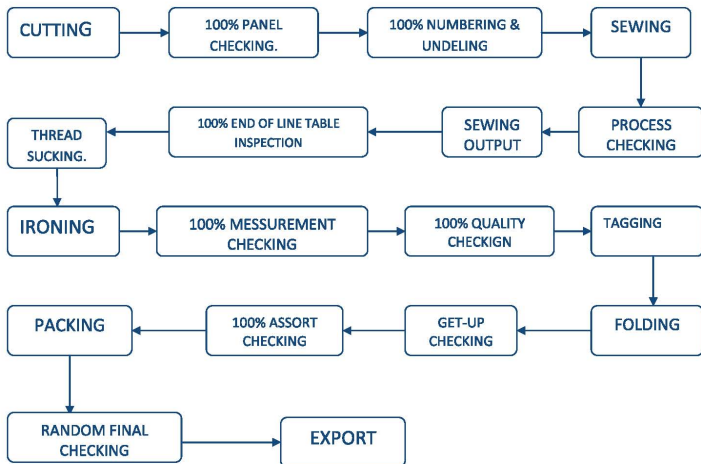 CUTTING
100% PANEL
CHECKING.
100% NUMBERING &
UNDELING
SEWING
PROCESS
CHECKING
SEWING
OUTPUT
100% END OF LINE TABLE
INSPECTION
THREAD
SUCKING.
IRONING
100% MESSUREMENT
CHECKING
100% QUALITY
CHECKIGN
TAGGING
FOLDING
GET-UP
CHECKING
100% ASSORT
CHECKING
PACKING
RANDOM FINAL
CHECKING
EXPORT